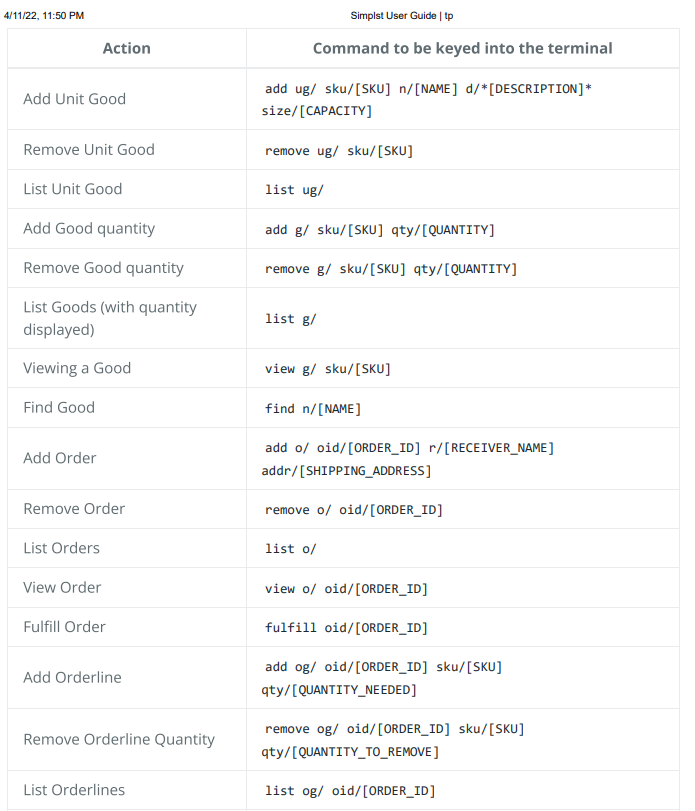 4/11/22, 11:50 PM
Simplst User Guide | tp
Action
Command to be keyed into the terminal
Add Unit Good
add ug/ sku/[SKU] n/[NAME] d/*[DESCRIPTION]*
size/[CAPACITY]
Remove Unit Good
remove ug/ sku/[SKU]
List Unit Good
list ug/
Add Good quantity
add g/ sku/[SKU] qty/[QUANTITY]
Remove Good quantity
remove g/ sku/[SKU] qty/[QUANTITY]
List Goods (with quantity
displayed)
list g/
Viewing a Good
view g/ sku/[SKU]
Find Good
find n/[NAME]
Add Order
add o/ oid/[ORDER_ID] r/[RECEIVER_NAME]
addr/[SHIPPING_ADDRESS]
Remove Order
remove o/ oid/[ORDER_ID]
List Orders
list o/
View Order
view o/ oid/[ORDER_ID]
Fulfill Order
fulfill oid/[ORDER_ID]
Add Orderline
add og/ oid/[ORDER_ID] sku/[SKU]
qty/[QUANTITY_NEEDED]
Remove Orderline Quantity
remove og/ oid/[ORDER_ID] sku/[SKU]
qty/[QUANTITY_TO_REMOVE]
List Orderlines
list og/ oid/[ORDER_ID]